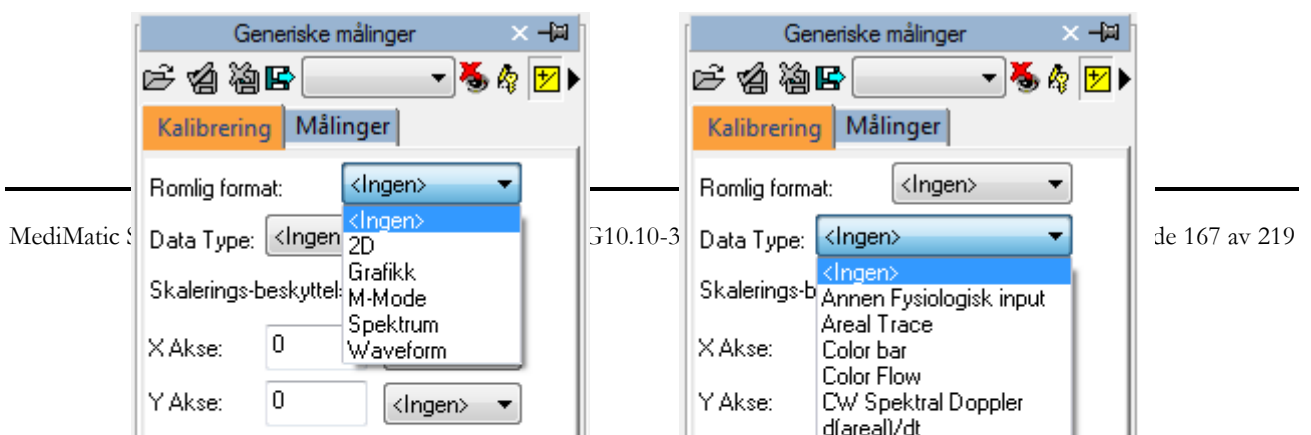 Generiske målinger
Kalibrering Målinger
Romlig format: <Ingen>
<Ingen>
2D
Grafikk
M-Mode
Spektrum
Waveform
Data Type: <Ingen
Skalerings-beskyttel
X Akse: 0
Y Akse: 0 <Ingen>
Generiske målinger
Kalibrering Målinger
Romlig format: <Ingen>
Data Type: <Ingen>
<Ingen>
Annen Fysiologisk input
Areal Trace
Color bar
Color Flow
CW Spektral Doppler
d(areal)/dt
Skalerings-b
X Akse:
Y Akse:
MediMatic G10.10-3 de 167 av 219